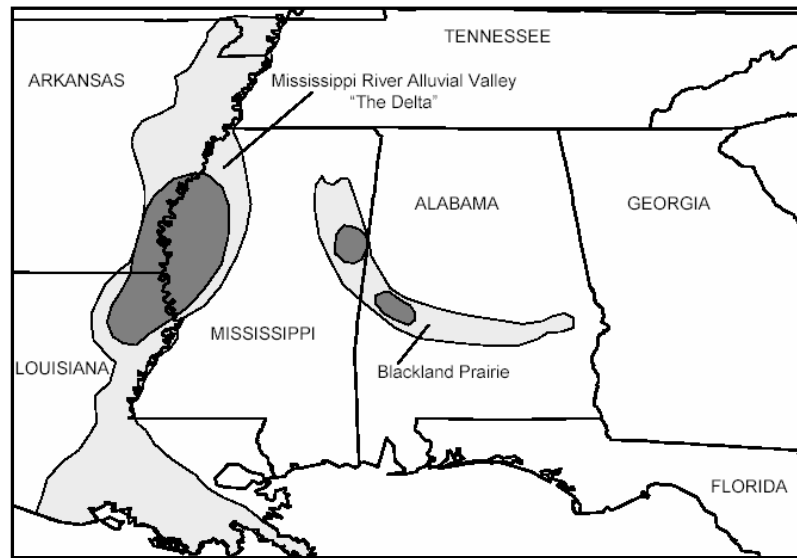 TENNESSEE
ARKANSAS
Mississippi River Alluvial Valley
“The Delta”
ALABAMA
GEORGIA
MISSISSIPPI
LOUISIANA
Blackland Prairie
FLORIDA